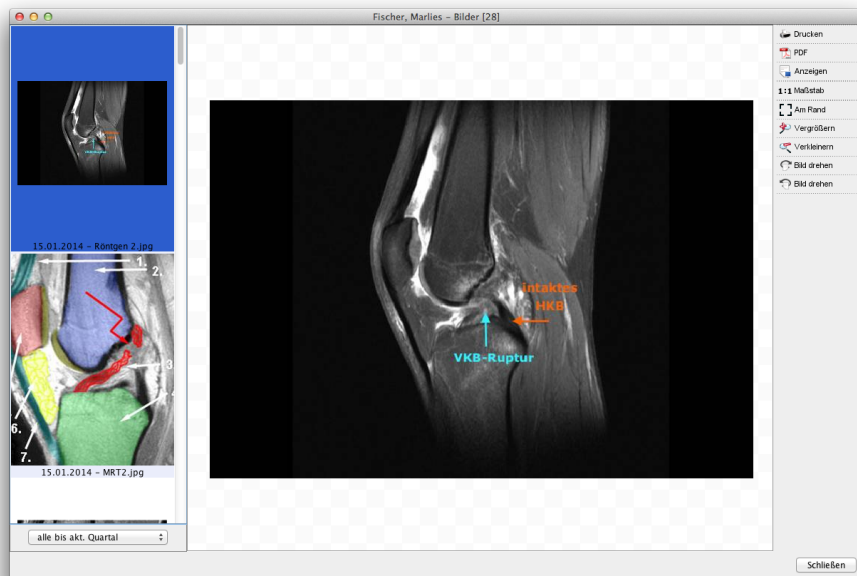 Fischer, Marlies – Bilder [28]
15.01.2014 – Röntgen 2.jpg
1.
2.
3
4
6.
7.
15.01.2014 – MRT2.jpg
alle bis akt. Quartal
intaktes
HKB
VKB-Ruptur
Drucken
PDF
Anzeigen
1:1 Maßstab
Am Rand
Vergrößern
Verkleinern
Bild drehen
Bild drehen
Schließen